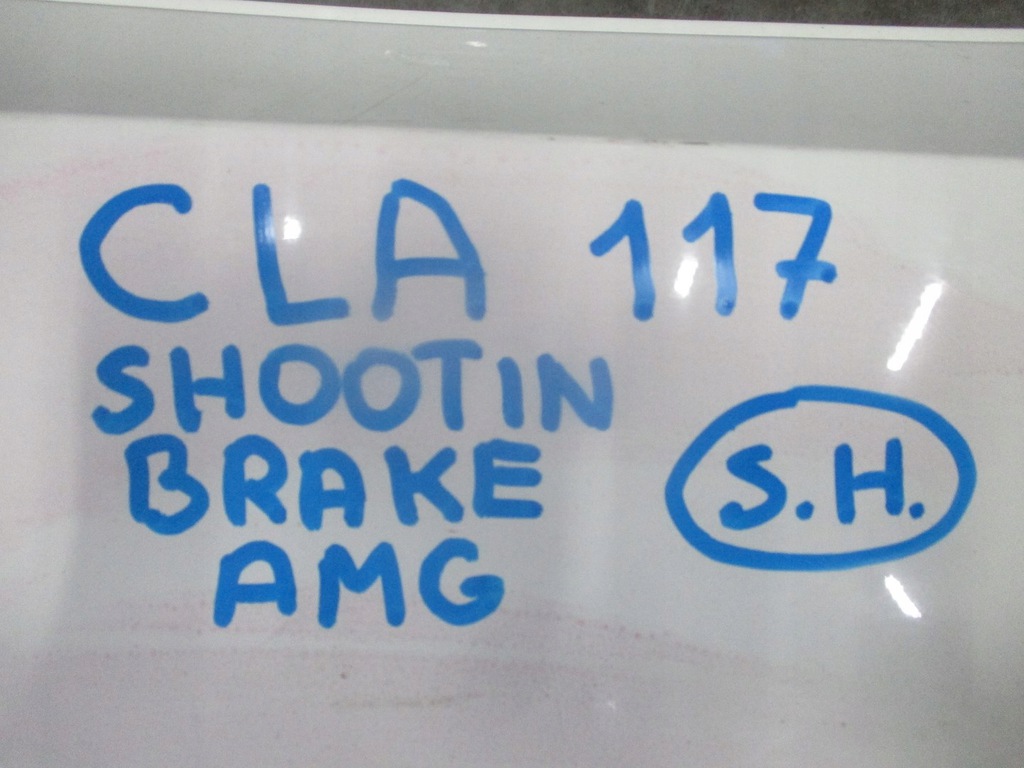 CLA 117
SHOOTIN
BRAKE
AMG
S.H.